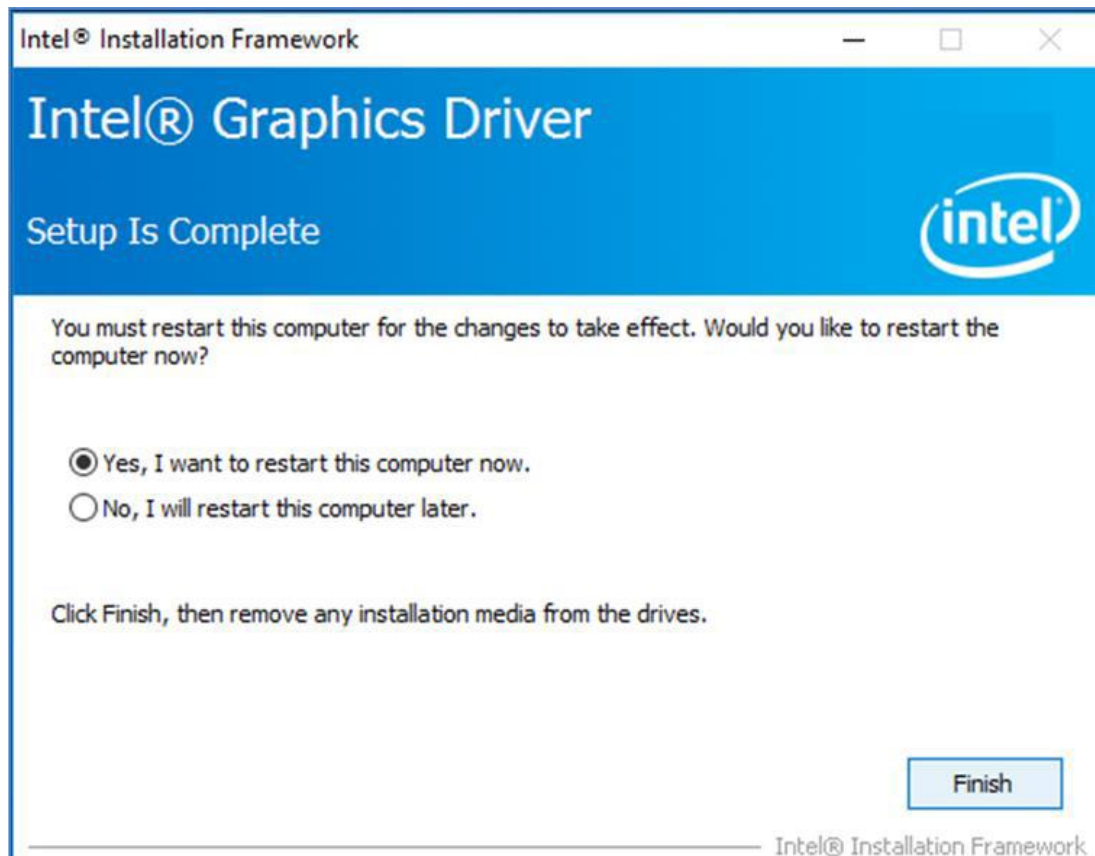 Intel® Installation Framework
Intel® Graphics Driver
Setup Is Complete
intel
You must restart this computer for the changes to take effect. Would you like to restart the
computer now?
Yes, I want to restart this computer now.
No, I will restart this computer later.
Click Finish, then remove any installation media from the drives.
Finish
Intel® Installation Framework